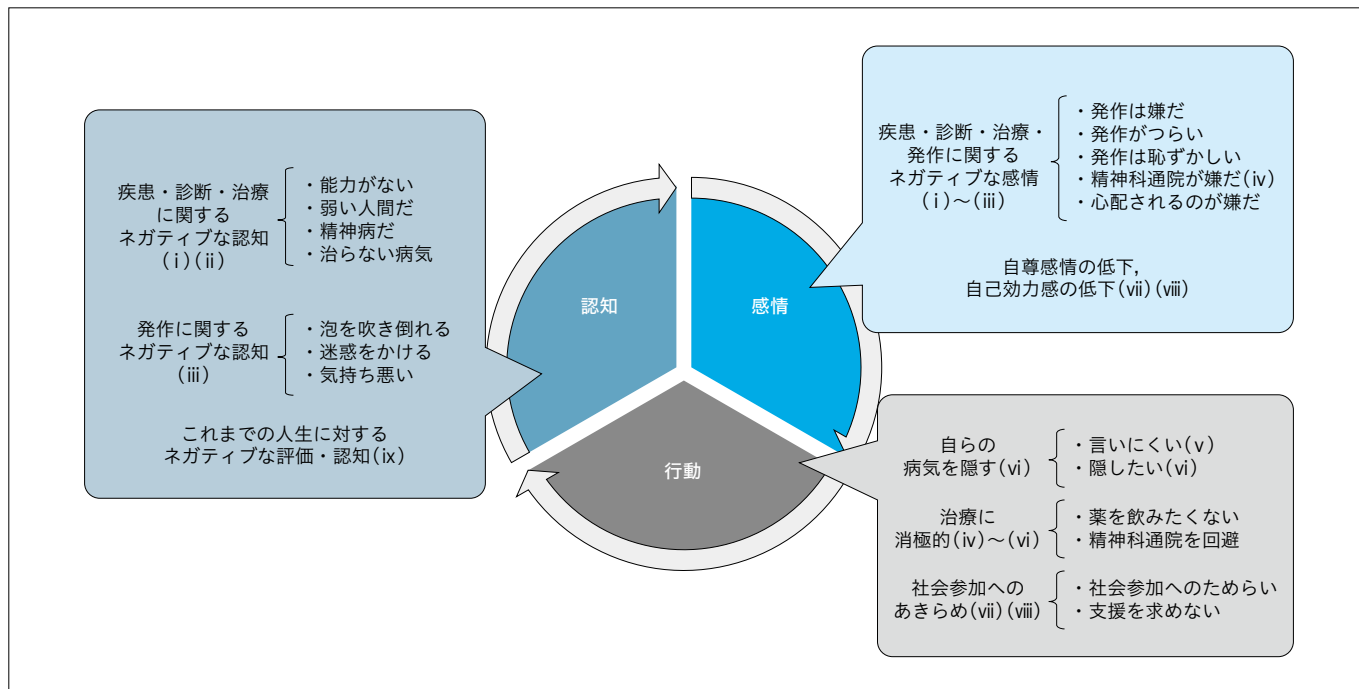 疾患・診断・治療
に関する
ネガティブな認知
(ⅰ)(ⅱ)
・能力がない
・弱い人間だ
・精神病だ
・治らない病気
発作に関する
ネガティブな認知
(ⅲ)
・泡を吹き倒れる
・迷惑をかける
・気持ち悪い
これまでの人生に対する
ネガティブな評価・認知(ⅸ)
認知
感情
行動
疾患・診断・治療・
発作に関する
ネガティブな感情
(ⅰ)～(ⅲ)
・発作は嫌だ
・発作がつらい
・発作は恥ずかしい
・精神科通院が嫌だ(ⅳ)
・心配されるのが嫌だ
自尊感情の低下,
自己効力感の低下(ⅶ)(ⅷ)
自らの
病気を隠す(ⅵ)
・言いにくい(ⅴ)
・隠したい(ⅵ)
治療に
消極的(ⅳ)～(ⅵ)
・薬を飲みたくない
・精神科通院を回避
社会参加への
あきらめ(ⅶ)(ⅷ)
・社会参加へのためらい
・支援を求めない